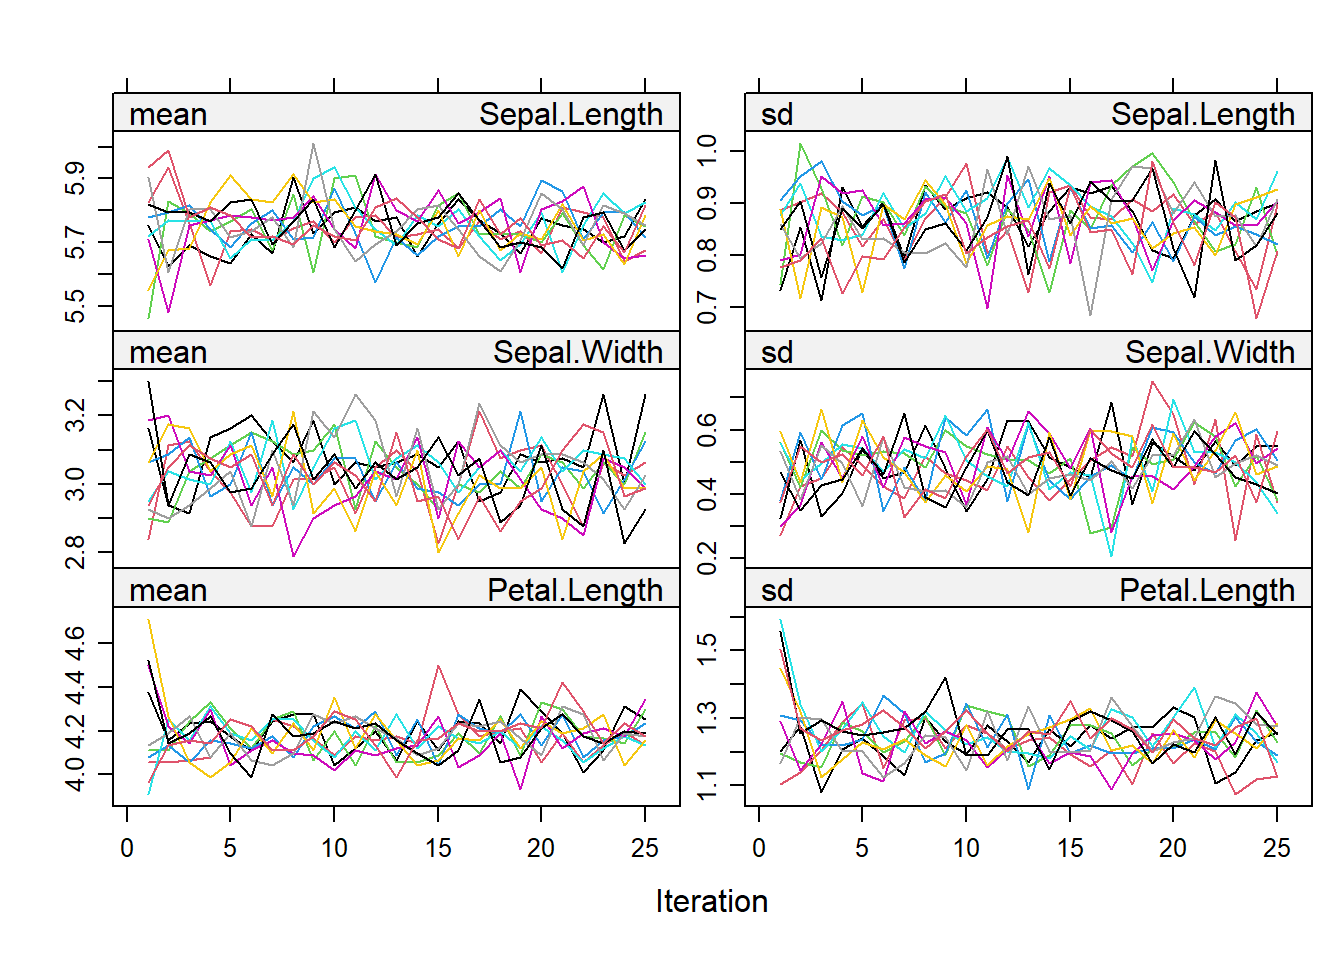 mean Sepal.Length
sd Sepal.Length
5.9
5.7
5.5
1.0
0.9
0.8
0.7
mean Sepal.Width
sd Sepal.Width
3.2
3.0
2.8
0.6
0.4
0.2
mean Petal.Length
sd Petal.Length
4.6
4.4
4.2
4.0
1.5
1.3
1.1
0 5 10 15 20 25
0 5 10 15 20 25
Iteration